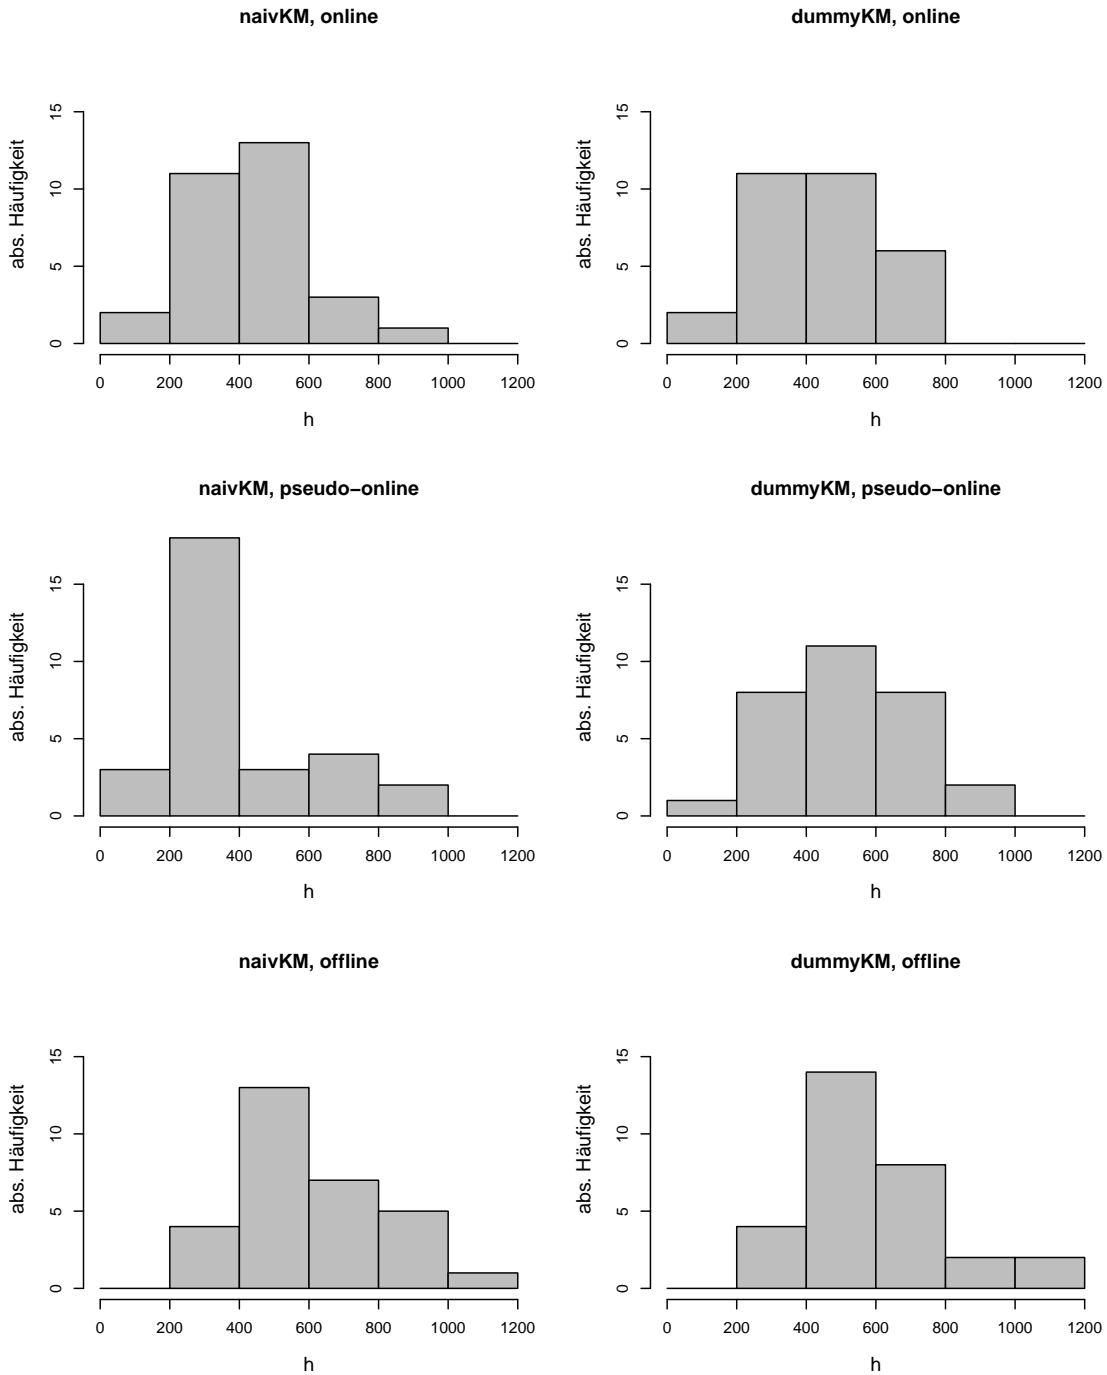 naivKM, online
abs. Häufigkeit
15
10
5
0
0 200 400 600 800 1000 1200
h
dummyKM, online
abs. Häufigkeit
15
10
5
0
0 200 400 600 800 1000 1200
h
naivKM, pseudo−online
abs. Häufigkeit
15
10
5
0
0 200 400 600 800 1000 1200
h
dummyKM, pseudo−online
abs. Häufigkeit
15
10
5
0
0 200 400 600 800 1000 1200
h
naivKM, offline
abs. Häufigkeit
15
10
5
0
0 200 400 600 800 1000 1200
h
dummyKM, offline
abs. Häufigkeit
15
10
5
0
0 200 400 600 800 1000 1200
h